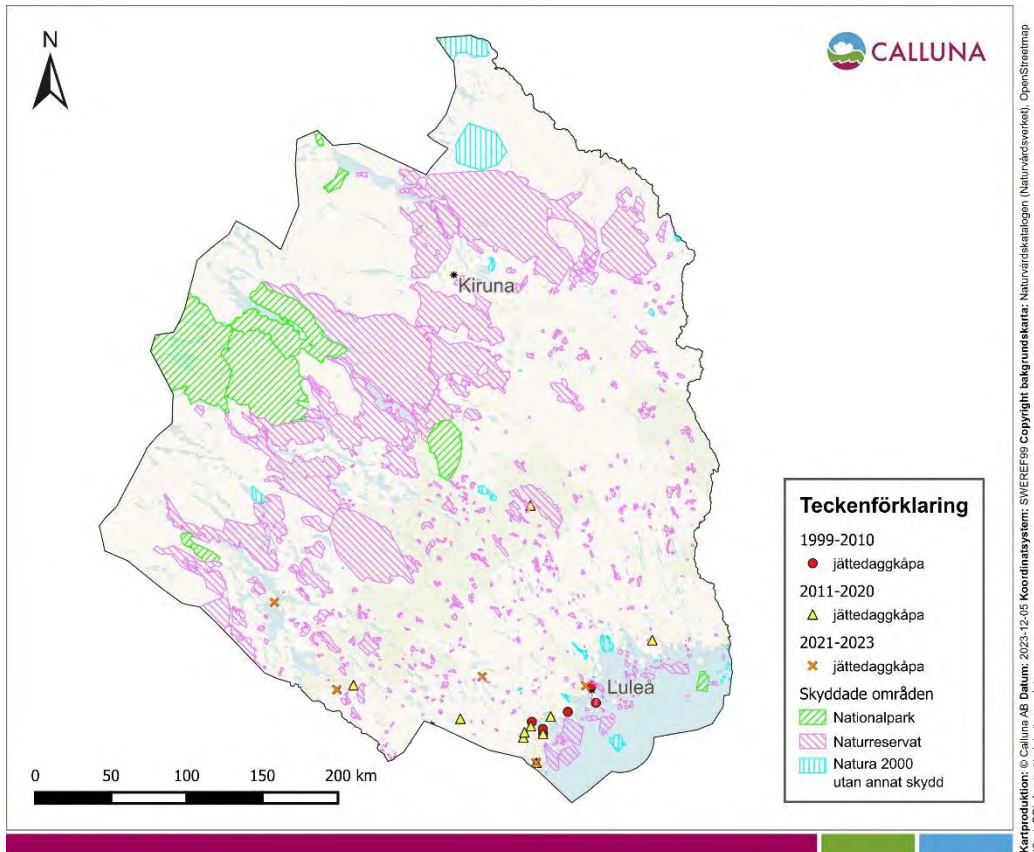 N
CALLUNA
Kiruna
Luleå
Teckenförklaring
1999-2010
jättedaggkåpa
2011-2020
jättedaggkåpa
2021-2023
jättedaggkåpa
Skyddade områden
Nationalpark
Naturreservat
Natura 2000
utan annat skydd
0 50 100 150 200 km
Kartproduktion: © Calluna AB Datum: 2023-12-05 Koordinatsystem: SWEREF99 Copyright bakgrundskarta: Naturvårdskatalogen (Naturvårdsverket), OpenStreetmap